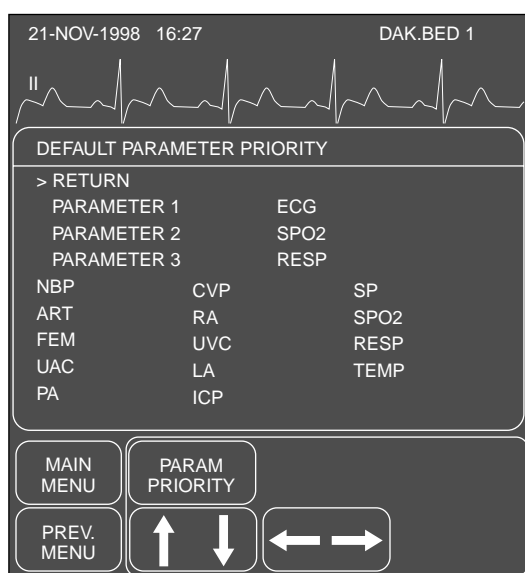 21-NOV-1998 16:27 DAK.BED 1
II
DEFAULT PARAMETER PRIORITY
> RETURN
PARAMETER 1 ECG
PARAMETER 2 SPO2
PARAMETER 3 RESP
NBP CVP SP
ART RA SPO2
FEM UVC RESP
UAC LA TEMP
PA ICP
MAIN MENU
PARAM PRIORITY
PREV. MENU